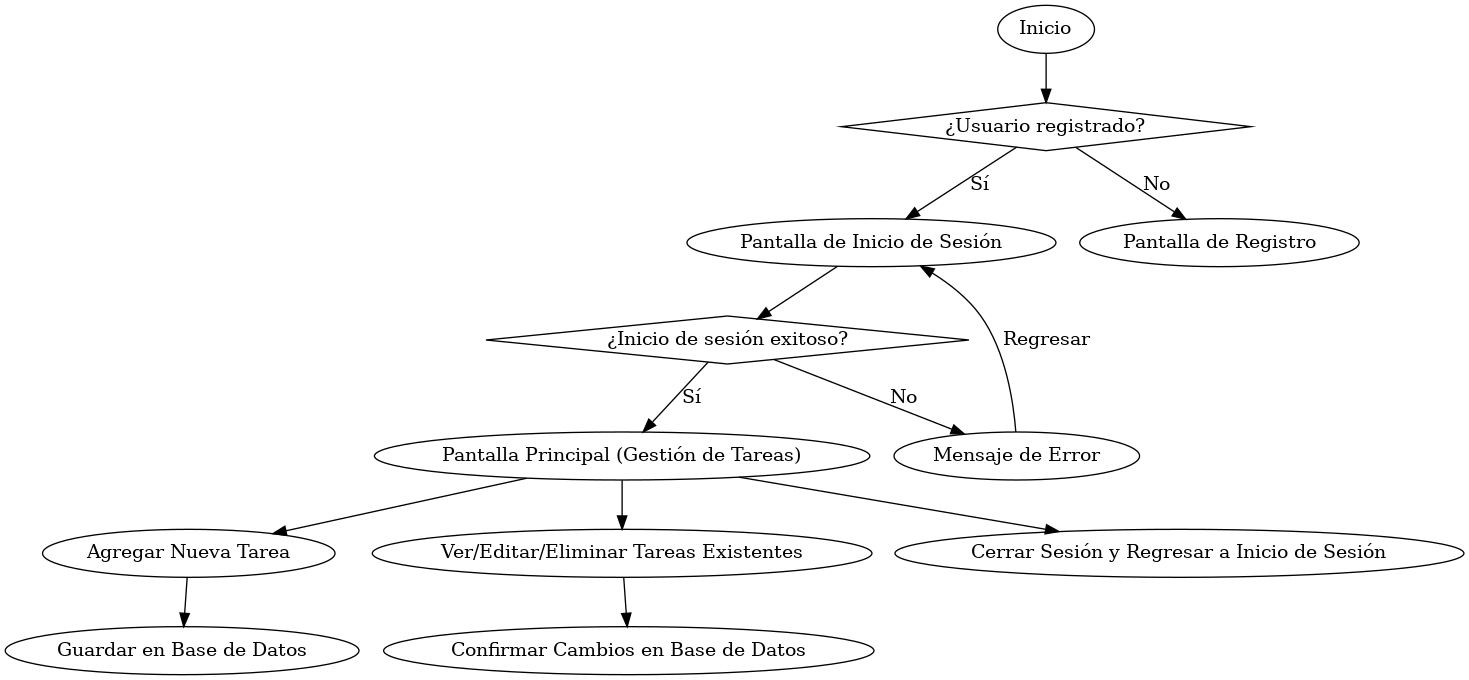 Inicio
¿Usuario registrado?
Sí
No
Pantalla de Inicio de Sesión
Pantalla de Registro
¿Inicio de sesión exitoso?
Regresar
Sí
No
Pantalla Principal (Gestión de Tareas)
Mensaje de Error
Agregar Nueva Tarea
Ver/Editar/Eliminar Tareas Existentes
Cerrar Sesión y Regresar a Inicio de Sesión
Guardar en Base de Datos
Confirmar Cambios en Base de Datos